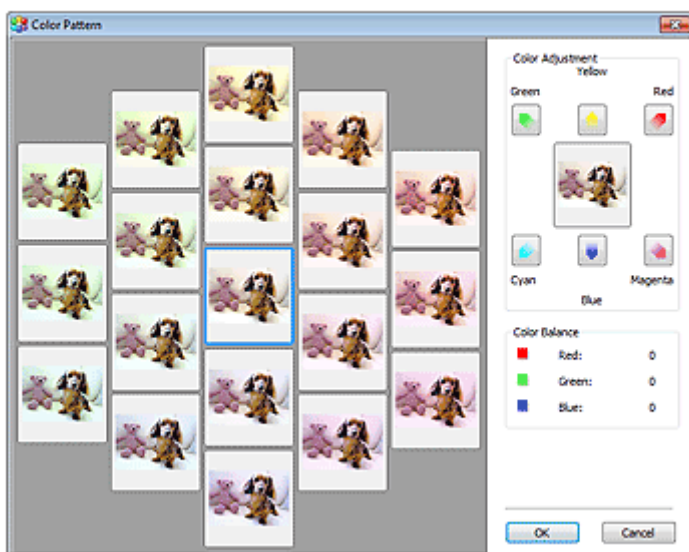 Color Pattern
Color Adjustment
Yellow
Green Red
Cyan Magenta
Blue
Color Balance
Red: 0
Green: 0
Blue: 0
OK Cancel